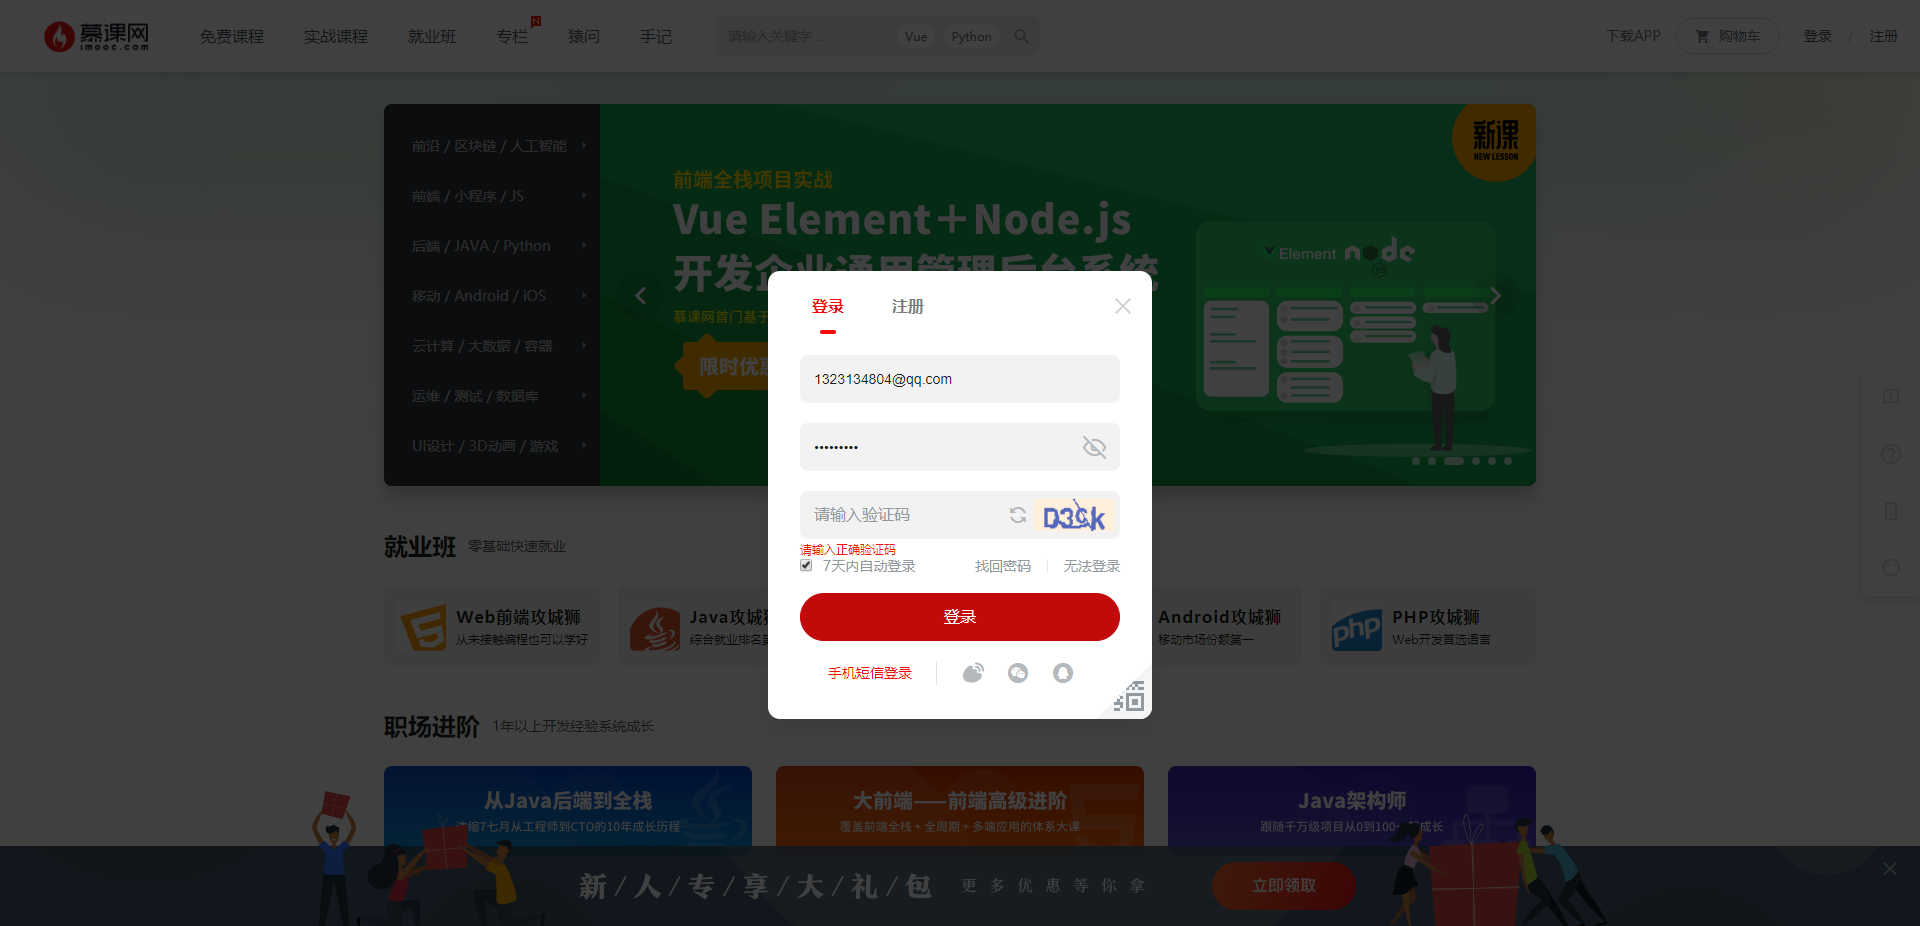 慕课网
imooc.com
免费课程
实战课程
就业班
专栏
N
猿问
手记
请输入关键字...
Vue
Python
下载APP
购物车
登录 / 注册
前沿 / 区块链 / 人工智能
前端 / 小程序 / JS
后端 / JAVA / Python
移动 / Android / IOS
云计算 / 大数据 / 容器
运维 / 测试 / 数据库
UI设计 / 3D动画 / 游戏
新课
NEW LESSON
前端全栈项目实战
Vue Element+Node.js
开发企业通用管理后台系统
慕课网首门基于
限时优惠
Element
node
登录
注册
1323134804@qq.com
•••••••••
请输入验证码
D3Ck
请输入正确验证码
7天内自动登录
找回密码
无法登录
登录
手机短信登录
就业班
零基础快速就业
Web前端攻城狮
从未接触编程也可以学好
Java攻城狮
综合就业排名第
Android攻城狮
移动市场份额第一
php
PHP攻城狮
Web开发首选语言
职场进阶
1年以上开发经验系统成长
从Java后端到全栈
浓缩7七月从工程师到CTO的10年成长历程
大前端——前端高级进阶
覆盖前端全栈+全周期+多端应用的体系大课
Java架构师
跟随千万级项目从0到100
成长
新/人/专/享/大/礼/包
更多优惠等你拿
立即领取